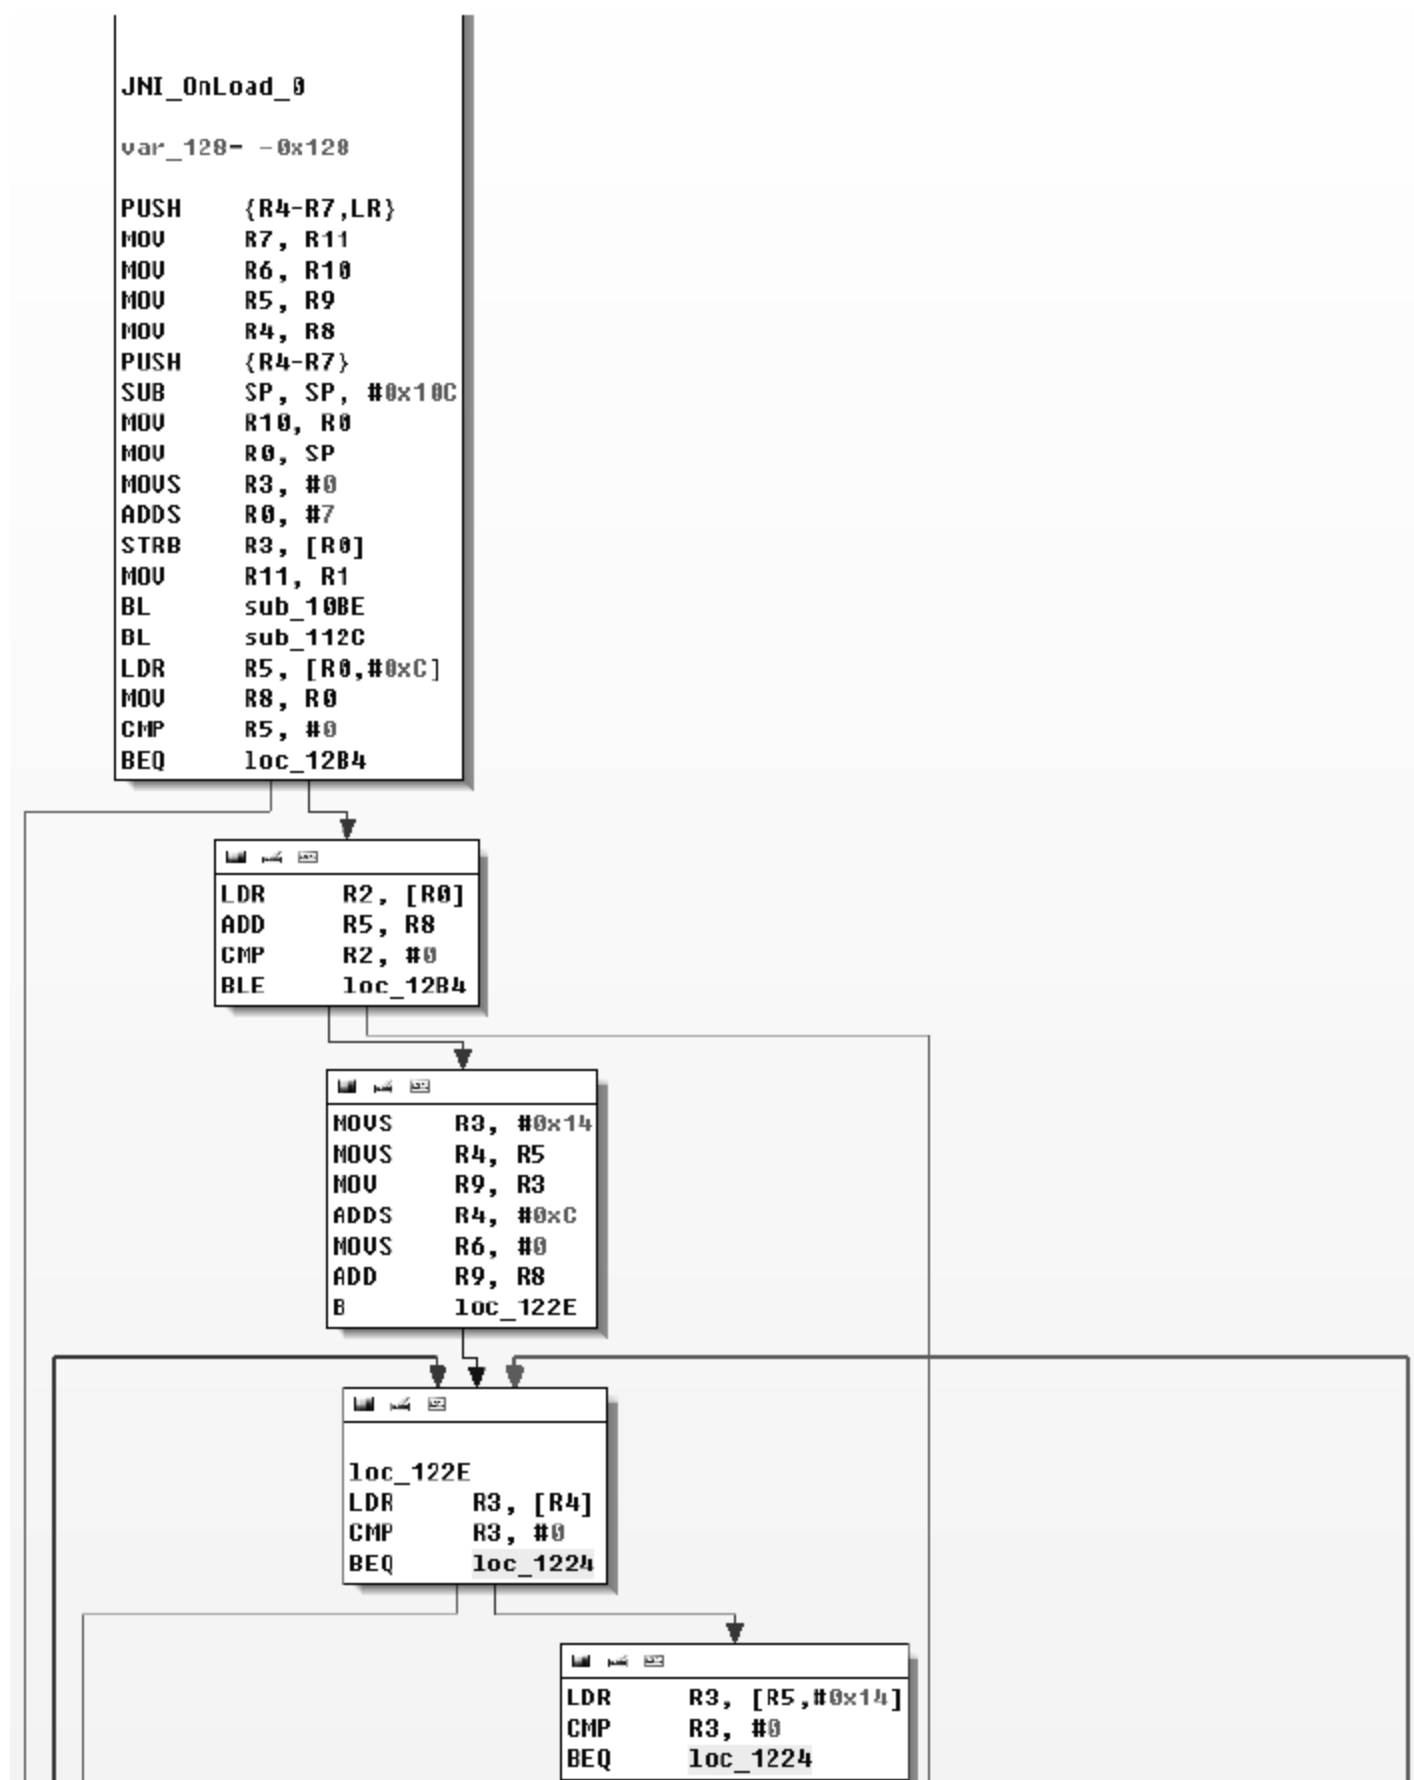 JNI_OnLoad_0
var_128= -0x128
PUSH {R4-R7,LR}
MOV R7, R11
MOV R6, R10
MOV R5, R9
MOV R4, R8
PUSH {R4-R7}
SUB SP, SP, #0x10C
MOV R10, R0
MOV R0, SP
MOVS R3, #0
ADDS R0, #7
STRB R3, [R0]
MOV R11, R1
BL sub_10BE
BL sub_112C
LDR R5, [R0,#0xC]
MOV R8, R0
CMP R5, #0
BEQ loc_12B4
LDR R2, [R0]
ADD R5, R8
CMP R2, #0
BLE loc_12B4
MOVS R3, #0x14
MOVS R4, R5
MOV R9, R3
ADDS R4, #0xC
MOVS R6, #0
ADD R9, R8
B loc_122E
loc_122E
LDR R3, [R4]
CMP R3, #0
BEQ loc_1224
LDR R3, [R5,#0x14]
CMP R3, #0
BEQ loc_1224